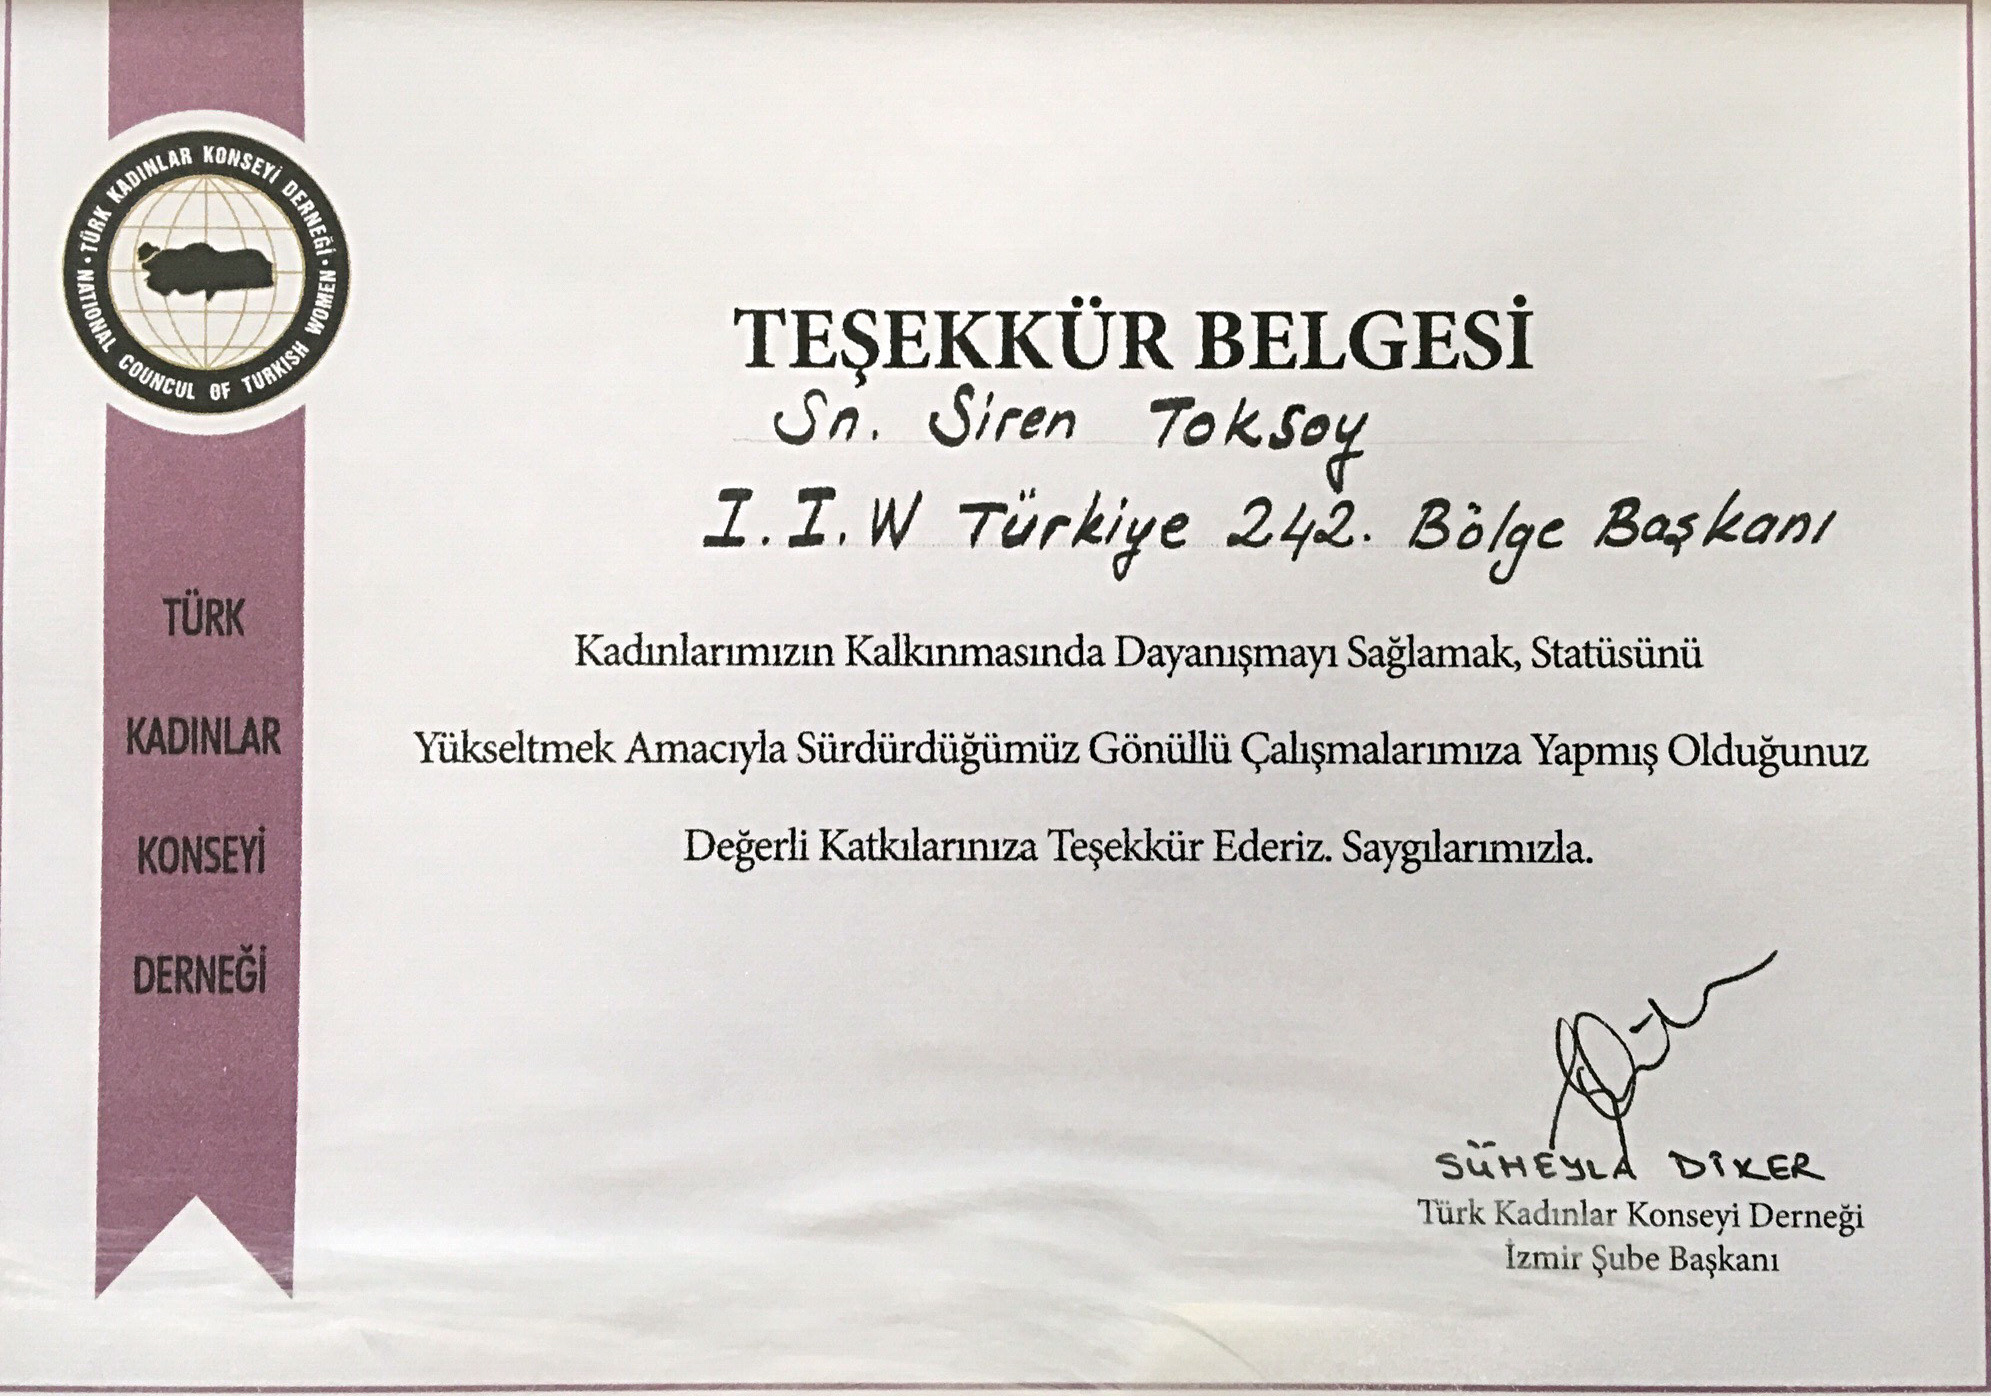 TÜRK KADINLAR KONSEYİ DERNEĞİ
NATIONAL COUNCUL OF TURKISH WOMEN
TÜRK
KADINLAR
KONSEYİ
DERNEĞİ
TEŞEKKÜR BELGESİ
Sn. Siren Toksoy
I.I.W Türkiye 242. Bölge Başkanı
Kadınlarımızın Kalkınmasında Dayanışmayı Sağlamak, Statüsünü
Yükseltmek Amacıyla Sürdürdüğümüz Gönüllü Çalışmalarımıza Yapmış Olduğunuz
Değerli Katkılarınıza Teşekkür Ederiz. Saygılarımızla.
SÜHEYLA DİKER
Türk Kadınlar Konseyi Derneği
İzmir Şube Başkanı